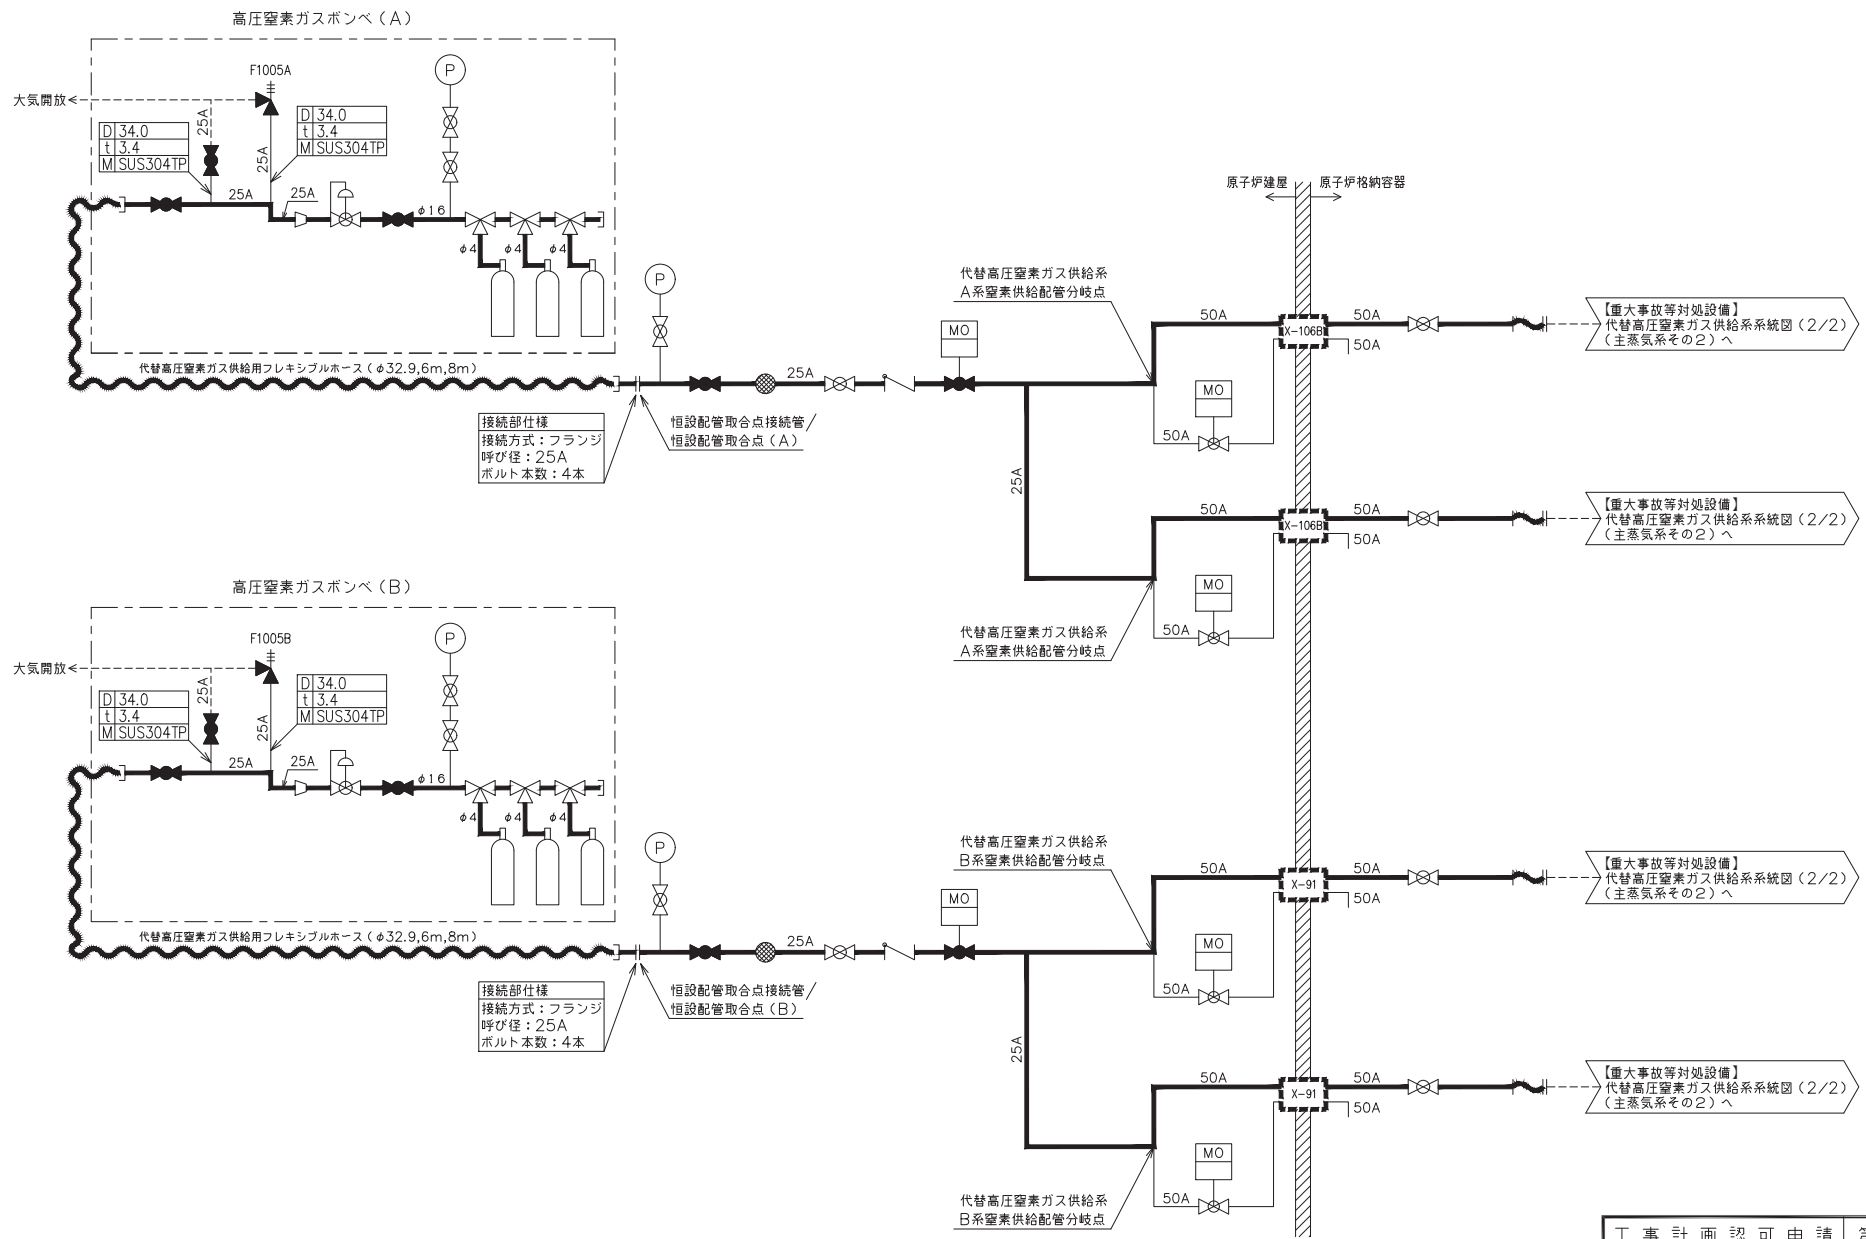 高圧窒素ガスボンベ(A)
F1005A
P
大気開放
25A
D 34.0
t 3.4
M SUS304TP
D 34.0
t 3.4
M SUS304TP
25A
25A
25A
φ16
φ4
φ4
φ4
代替高圧窒素ガス供給用フレキシブルホース(φ32.9,6m,8m)
P
25A
接続部仕様
接続方式:フランジ
呼び径:25A
ボルト本数:4本
恒設配管取合点接続管/
恒設配管取合点(A)
MO
代替高圧窒素ガス供給系
A系窒素供給配管分岐点
原子炉建屋
原子炉格納容器
50A
X-106B
50A
50A
MO
50A
【重大事故等対処設備】
代替高圧窒素ガス供給系系統図(2/2)
(主蒸気系その2)へ
25A
50A
X-106B
50A
50A
MO
50A
【重大事故等対処設備】
代替高圧窒素ガス供給系系統図(2/2)
(主蒸気系その2)へ
代替高圧窒素ガス供給系
A系窒素供給配管分岐点
高圧窒素ガスボンベ(B)
F1005B
P
大気開放
25A
D 34.0
t 3.4
M SUS304TP
D 34.0
t 3.4
M SUS304TP
25A
25A
25A
φ16
φ4
φ4
φ4
代替高圧窒素ガス供給用フレキシブルホース(φ32.9,6m,8m)
P
25A
接続部仕様
接続方式:フランジ
呼び径:25A
ボルト本数:4本
恒設配管取合点接続管/
恒設配管取合点(B)
MO
代替高圧窒素ガス供給系
B系窒素供給配管分岐点
50A
X-91
50A
50A
MO
50A
【重大事故等対処設備】
代替高圧窒素ガス供給系系統図(2/2)
(主蒸気系その2)へ
25A
50A
X-91
50A
50A
MO
50A
【重大事故等対処設備】
代替高圧窒素ガス供給系系統図(2/2)
(主蒸気系その2)へ
代替高圧窒素ガス供給系
B系窒素供給配管分岐点
工事計画認可申請